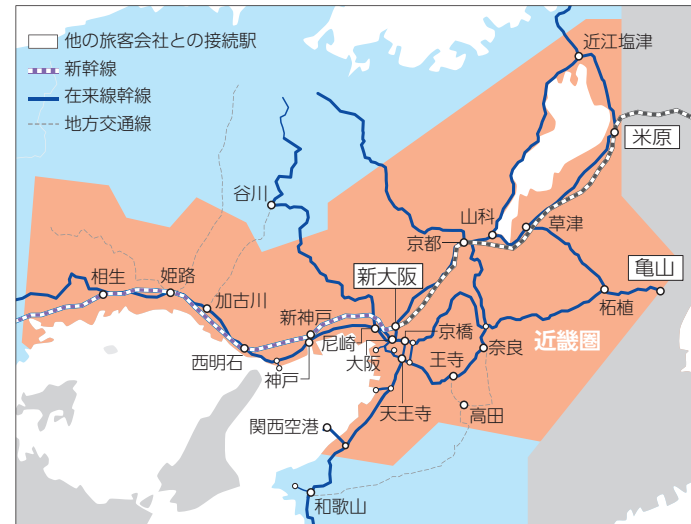 他の旅客会社との接続駅
新幹線
在来線幹線
地方交通線
近江塩津
米原
谷川
山科
草津
京都
新大阪
亀山
相生
姫路
加古川
新神戸
柘植
尼崎
京橋
近畿圏
西明石
大阪
王寺
奈良
神戸
天王寺
高田
関西空港
和歌山